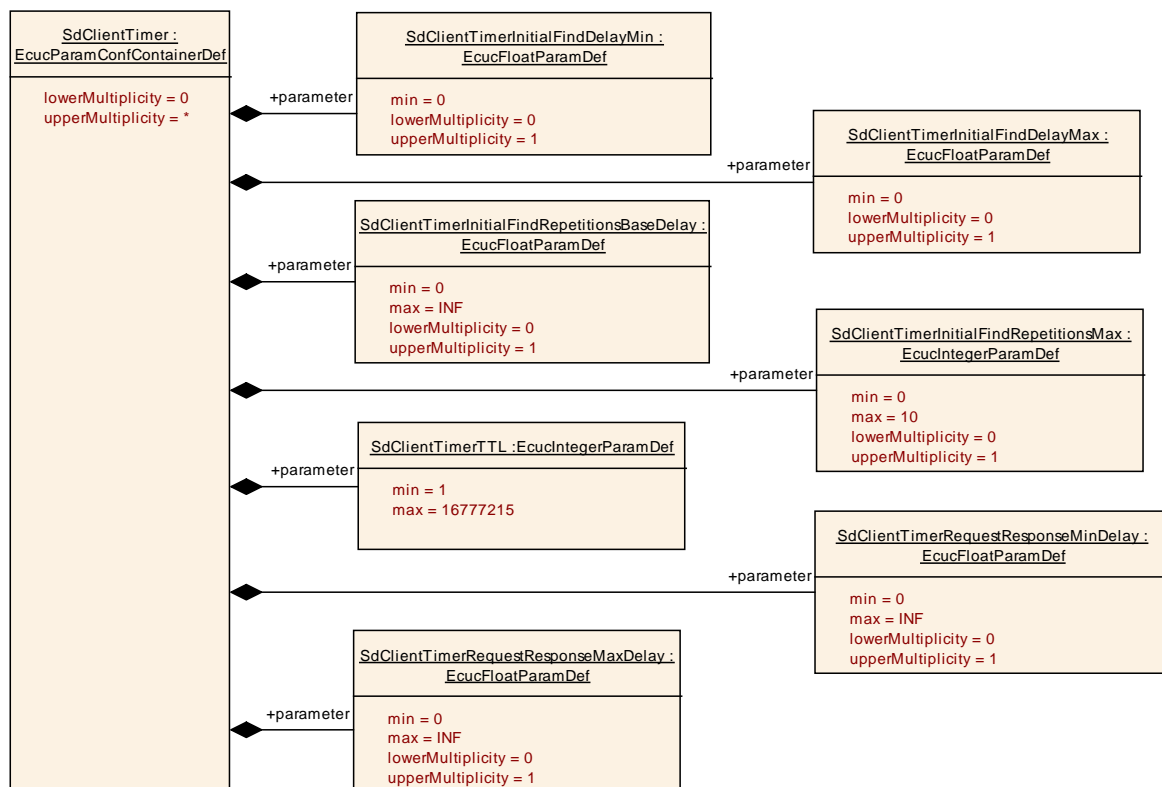 SdClientTimer :
EcucParamConfContainerDef
lowerMultiplicity = 0
upperMultiplicity = *
+parameter
SdClientTimerInitialFindDelayMin :
EcucFloatParamDef
min = 0
lowerMultiplicity = 0
upperMultiplicity = 1
+parameter
SdClientTimerInitialFindDelayMax :
EcucFloatParamDef
min = 0
lowerMultiplicity = 0
upperMultiplicity = 1
+parameter
SdClientTimerInitialFindRepetitionsBaseDelay :
EcucFloatParamDef
min = 0
max = INF
lowerMultiplicity = 0
upperMultiplicity = 1
+parameter
SdClientTimerInitialFindRepetitionsMax :
EcucIntegerParamDef
min = 0
max = 10
lowerMultiplicity = 0
upperMultiplicity = 1
+parameter
SdClientTimerTTL :EcucIntegerParamDef
min = 1
max = 16777215
+parameter
SdClientTimerRequestResponseMinDelay :
EcucFloatParamDef
min = 0
max = INF
lowerMultiplicity = 0
upperMultiplicity = 1
+parameter
SdClientTimerRequestResponseMaxDelay :
EcucFloatParamDef
min = 0
max = INF
lowerMultiplicity = 0
upperMultiplicity = 1